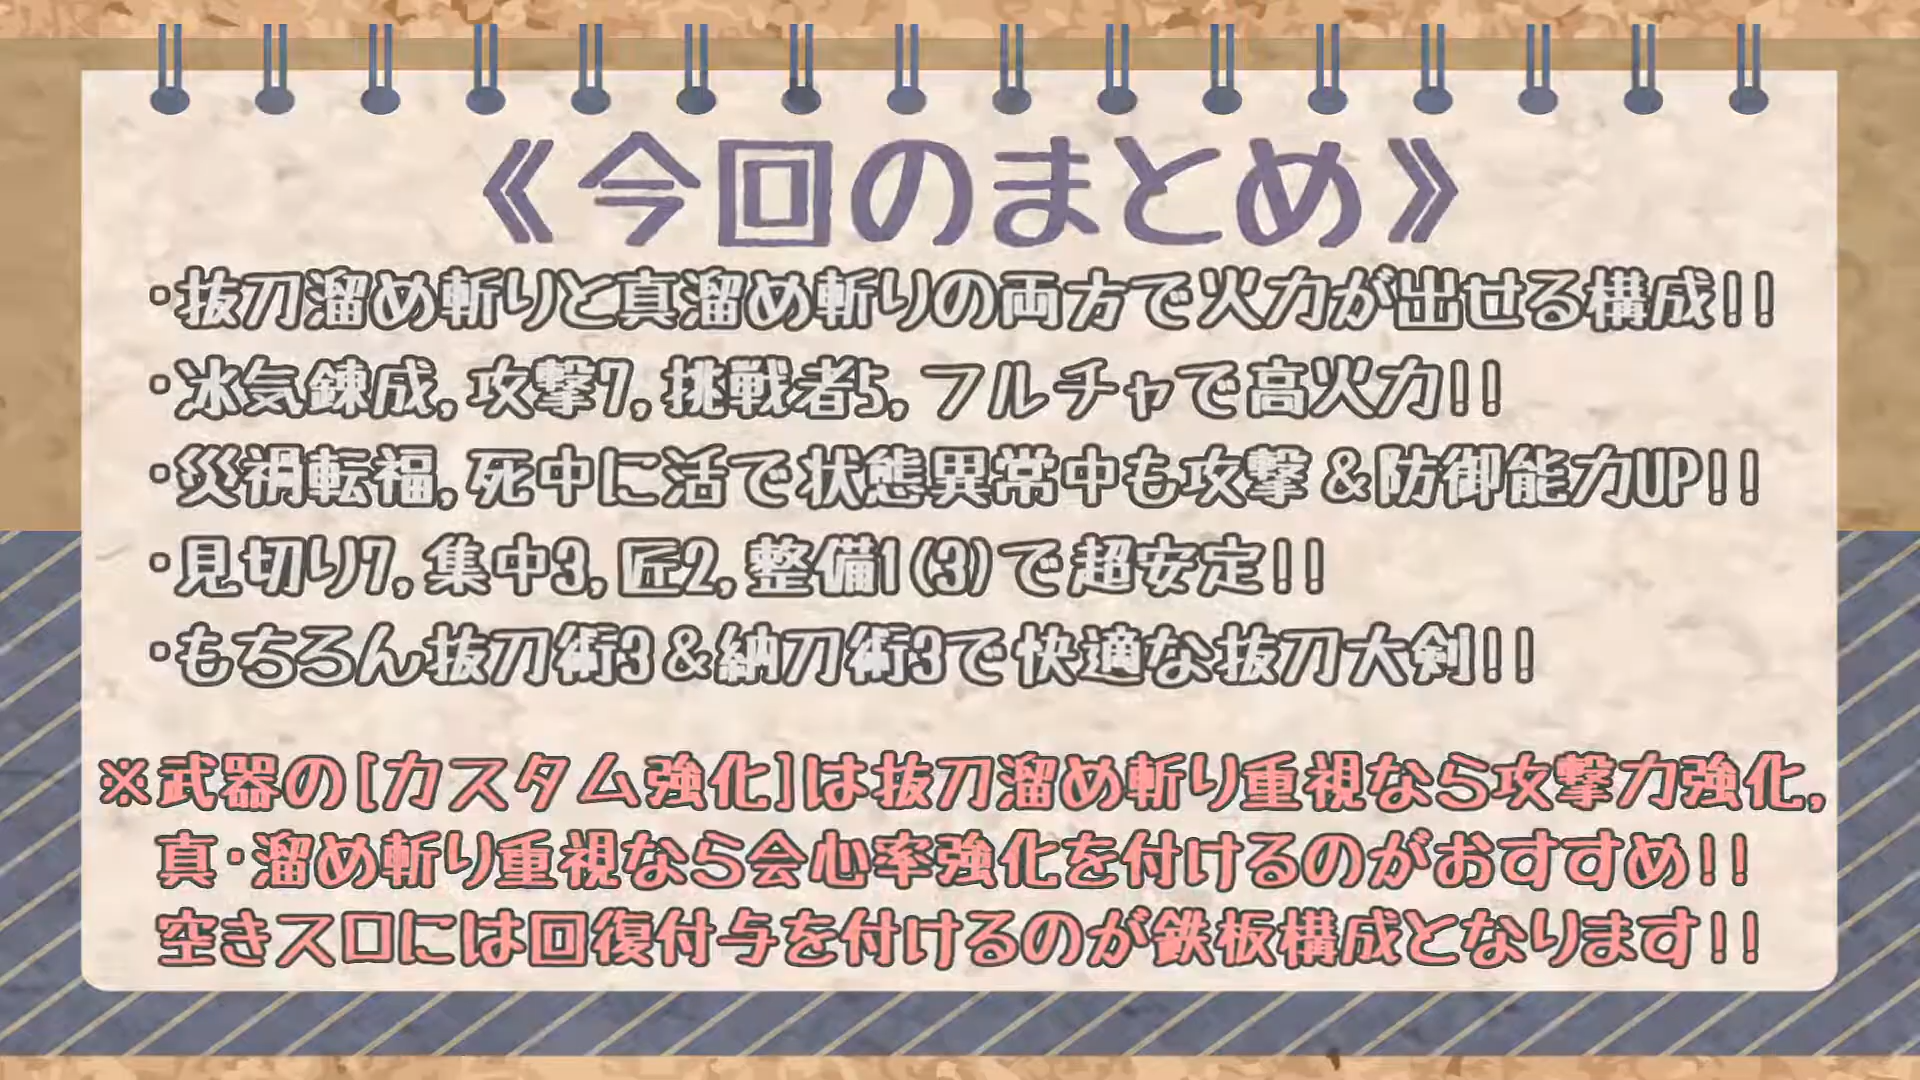 《今回のまとめ》
・抜刀溜め斬りと真溜め斬りの両方で火力が出せる構成!!
・冰気錬成,攻撃7,挑戦者5,フルチャで高火力!!
・災禍転福,死中に活で状態異常中も攻撃＆防御能力UP!!
・見切り7,集中3,匠2,整備1(3)で超安定!!
・もちろん抜刀術3＆納刀術3で快適な抜刀大剣!!
※武器の[カスタム強化]は抜刀溜め斬り重視なら攻撃力強化,
真・溜め斬り重視なら会心率強化を付けるのがおすすめ!!
空きスロには回復付与を付けるのが鉄板構成となります!!